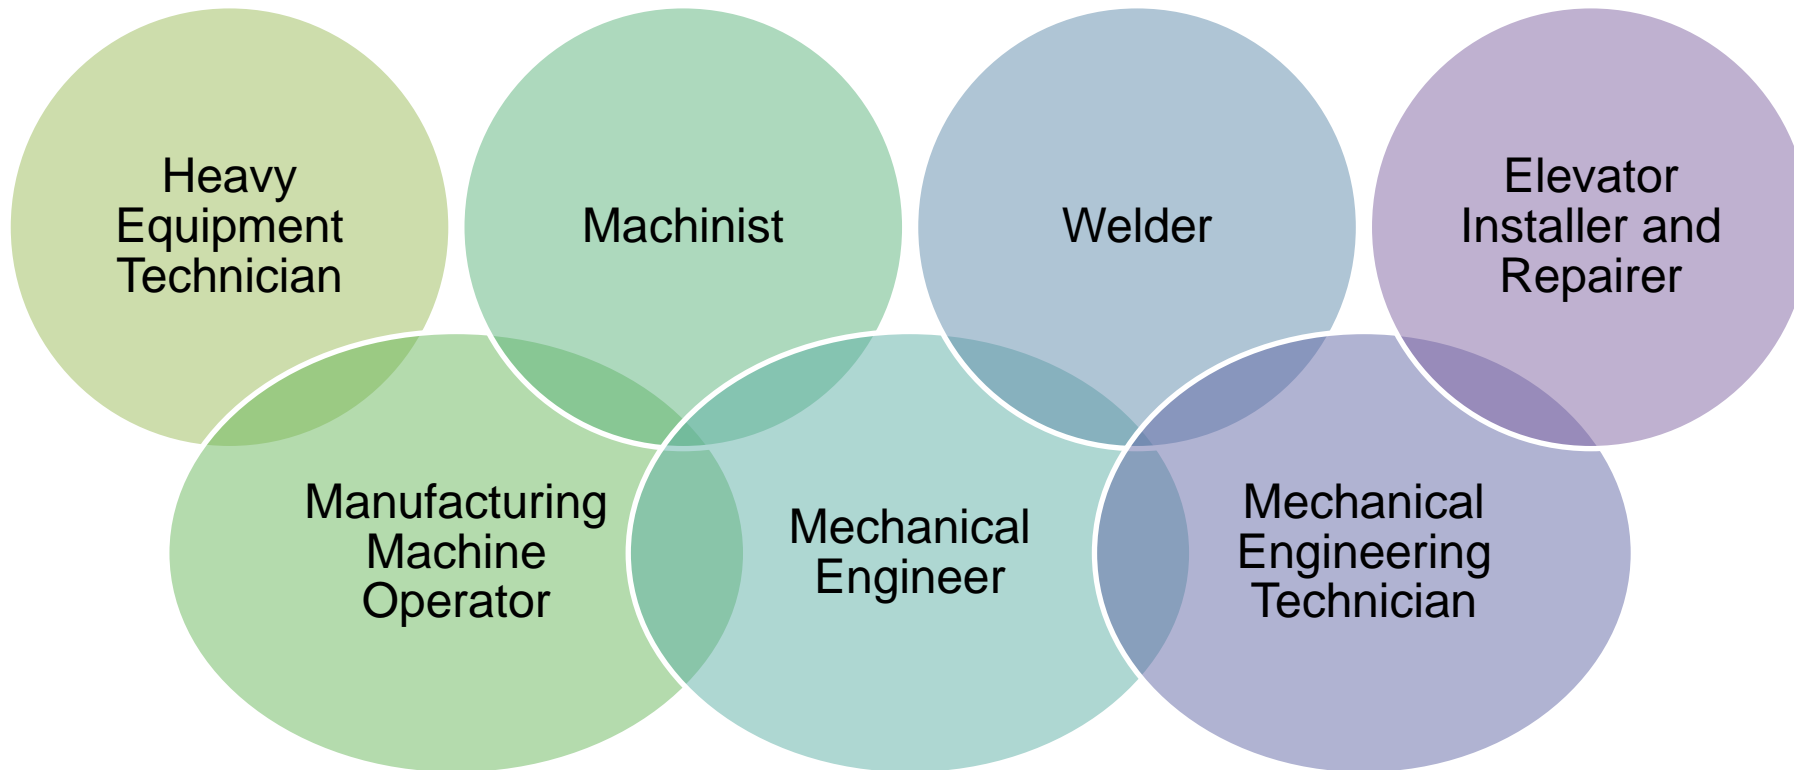 Heavy
Equipment
Technician
Machinist
Welder
Elevator
Installer and
Repairer
Manufacturing
Machine
Operator
Mechanical
Engineer
Mechanical
Engineering
Technician